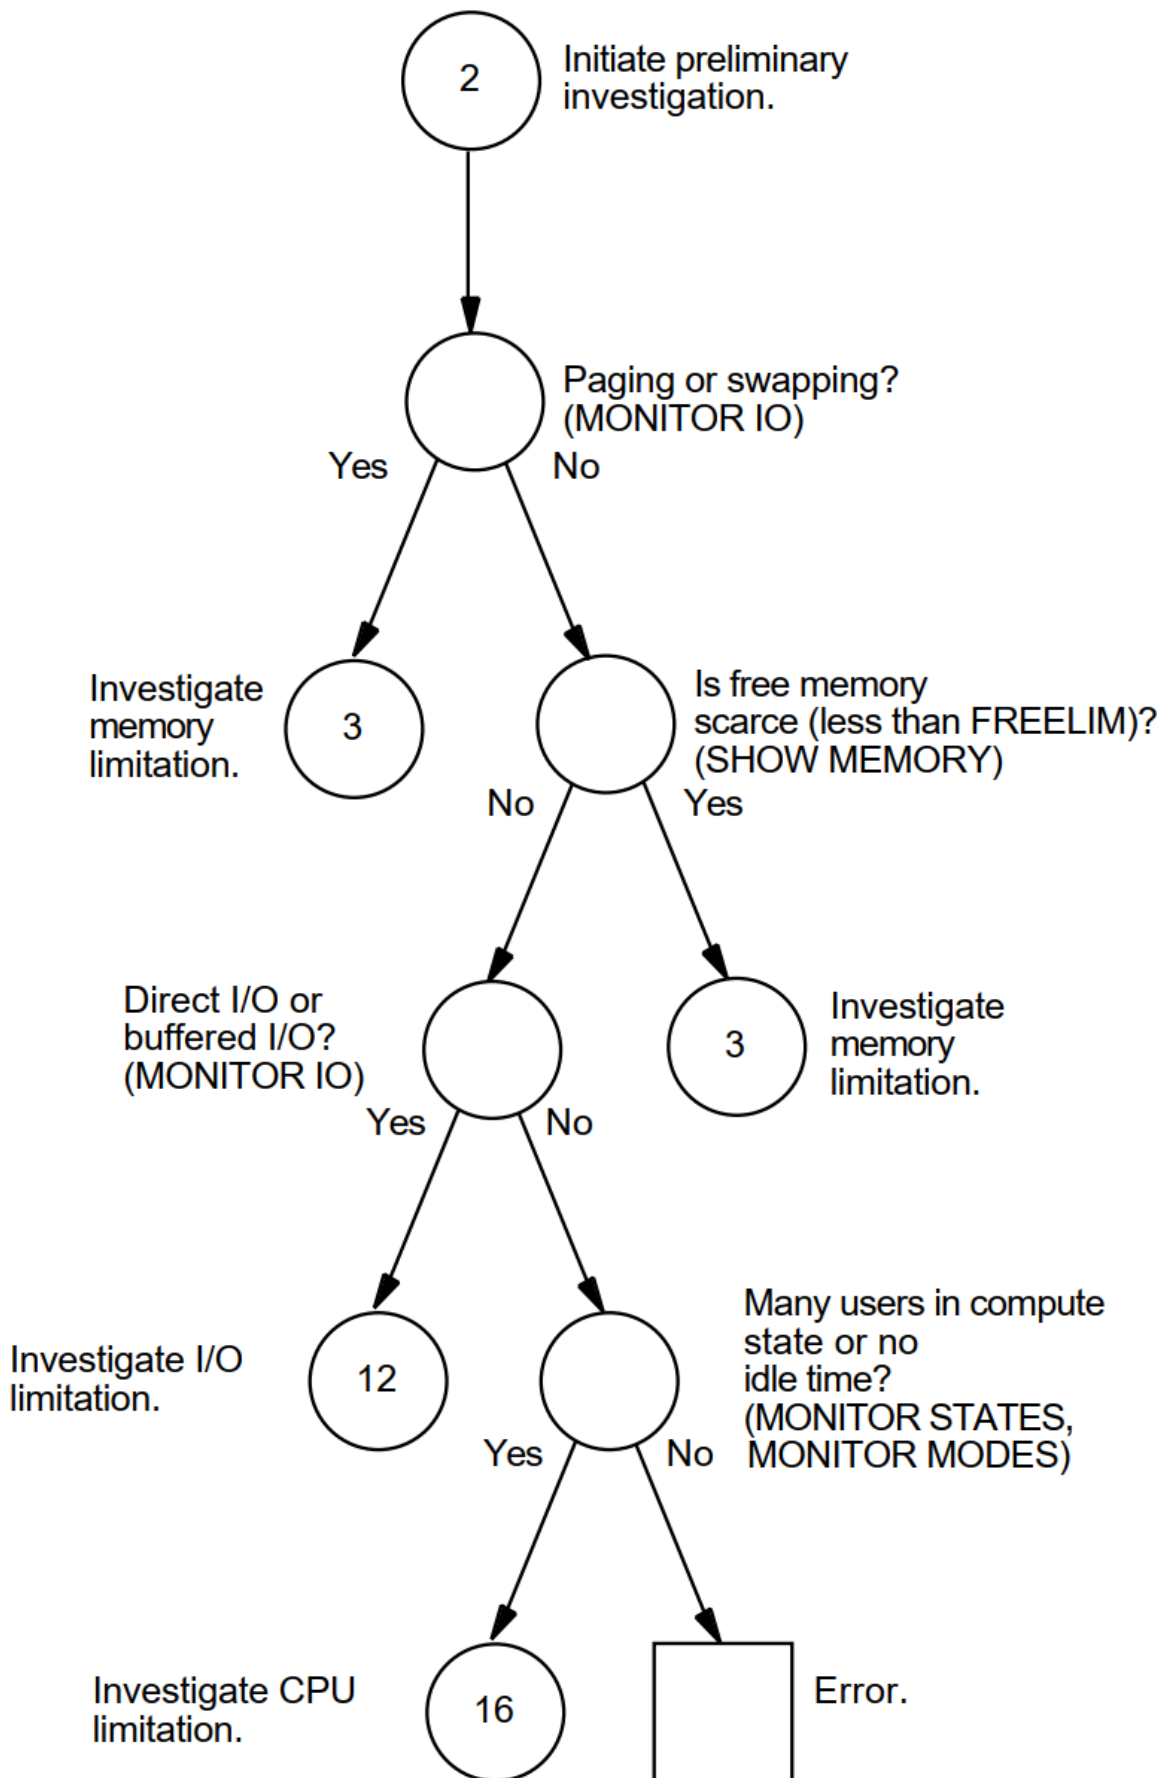 2
Initiate preliminary
investigation.
Paging or swapping?
(MONITOR IO)
Yes
No
Investigate
memory
limitation.
3
Is free memory
scarce (less than FREELIM)?
(SHOW MEMORY)
No
Yes
Direct I/O or
buffered I/O?
(MONITOR IO)
3
Investigate
memory
limitation.
Yes
No
Investigate I/O
limitation.
12
Many users in compute
state or no
idle time?
(MONITOR STATES,
MONITOR MODES)
Yes
No
Investigate CPU
limitation.
16
Error.